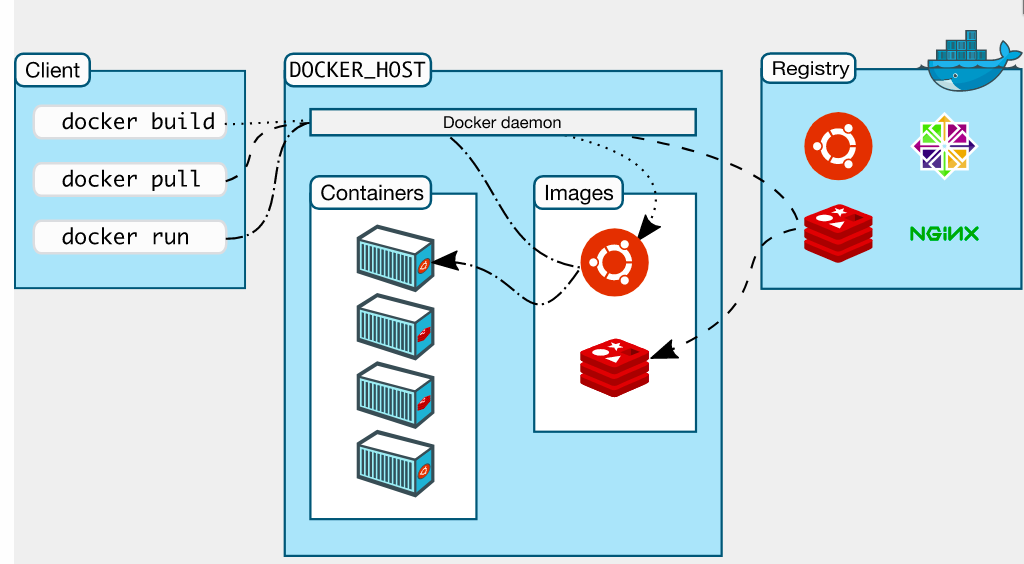 Client
docker build
docker pull
docker run
DOCKER_HOST
Docker daemon
Containers
Images
Registry
NGiNX